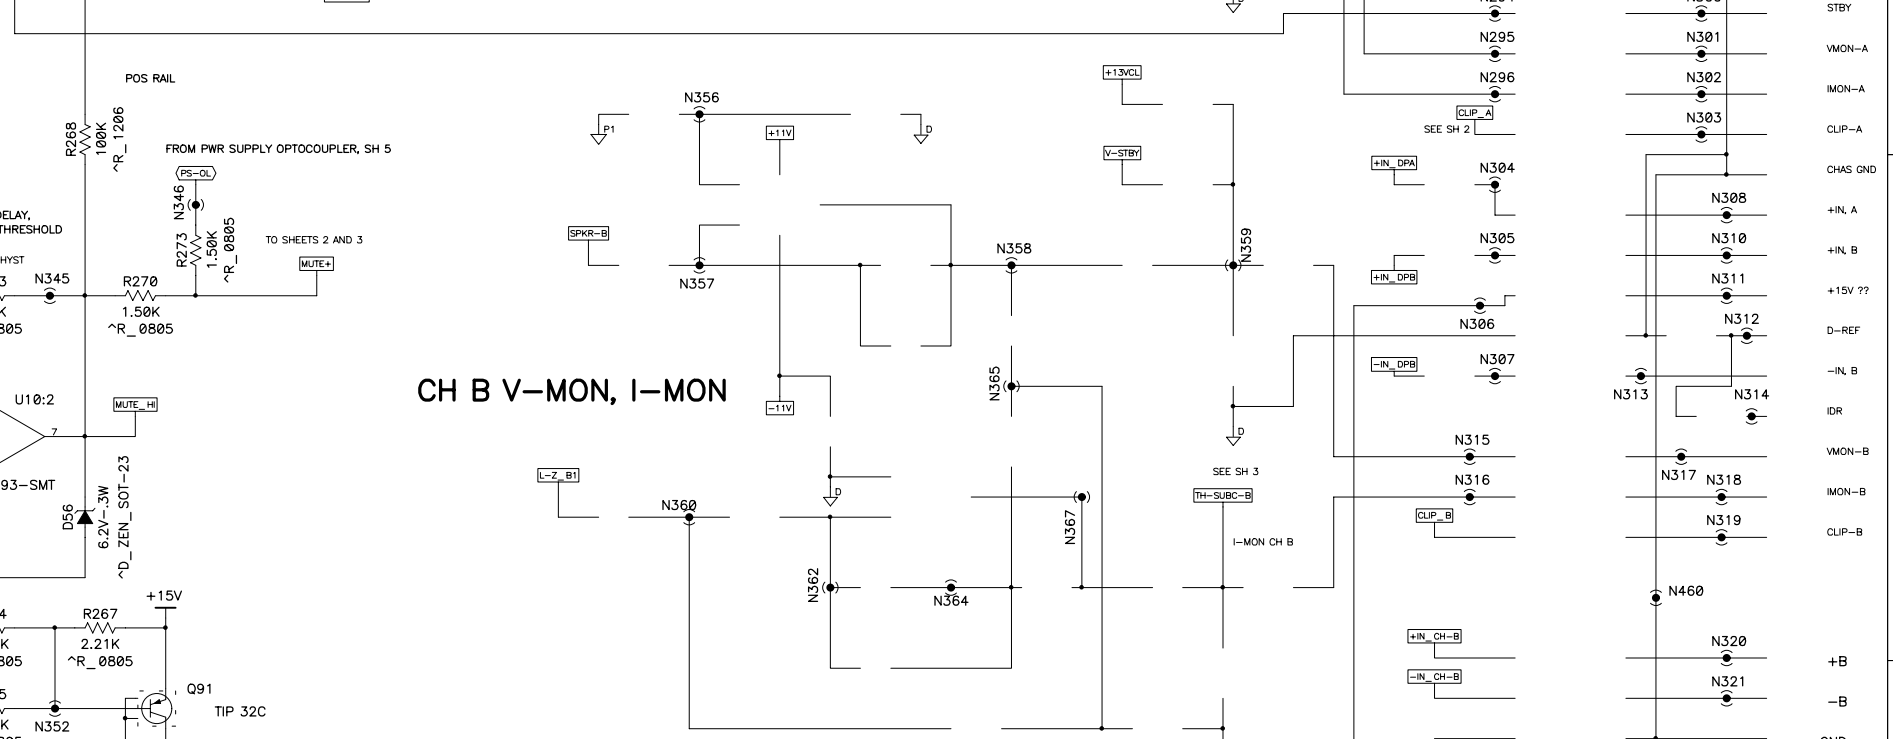 STBY
N295
N301
VMON-A
+13VCL
POS RAIL
N296
N302
IMON-A
N356
R268
100K
^R_1206
P1
D
+11V
CLIP_A
SEE SH 2
N303
CLIP-A
FROM PWR SUPPLY OPTOCOUPLER, SH 5
V-STBY
+IN_DPA
N304
CHAS GND
PS-OL
N346
N308
+IN, A
THRESHOLD
R273
1.50K
^R_0805
TO SHEETS 2 AND 3
SPKR-B
N358
N359
N305
N310
+IN, B
HYST
MUTE+
N345
R270
1.50K
^R_0805
N357
+IN_DPB
N311
+15V ??
N306
N312
D-REF
N365
-IN_DPB
N307
N313
-IN, B
CH B V-MON, I-MON
U10:2
MUTE_HI
-11V
N314
IDR
7
D
N315
N317
VMON-B
L-Z_B1
SEE SH 3
TH-SUBC-B
93-SMT
D
N316
N318
IMON-B
D56
6.2V-.3W
^D_ZEN_SOT-23
N360
N367
CLIP_B
N319
CLIP-B
I-MON CH B
N362
N364
+15V
N460
R267
2.21K
^R_0805
+IN_CH-B
N320
+B
Q91
TIP 32C
N352
-IN_CH-B
N321
-B